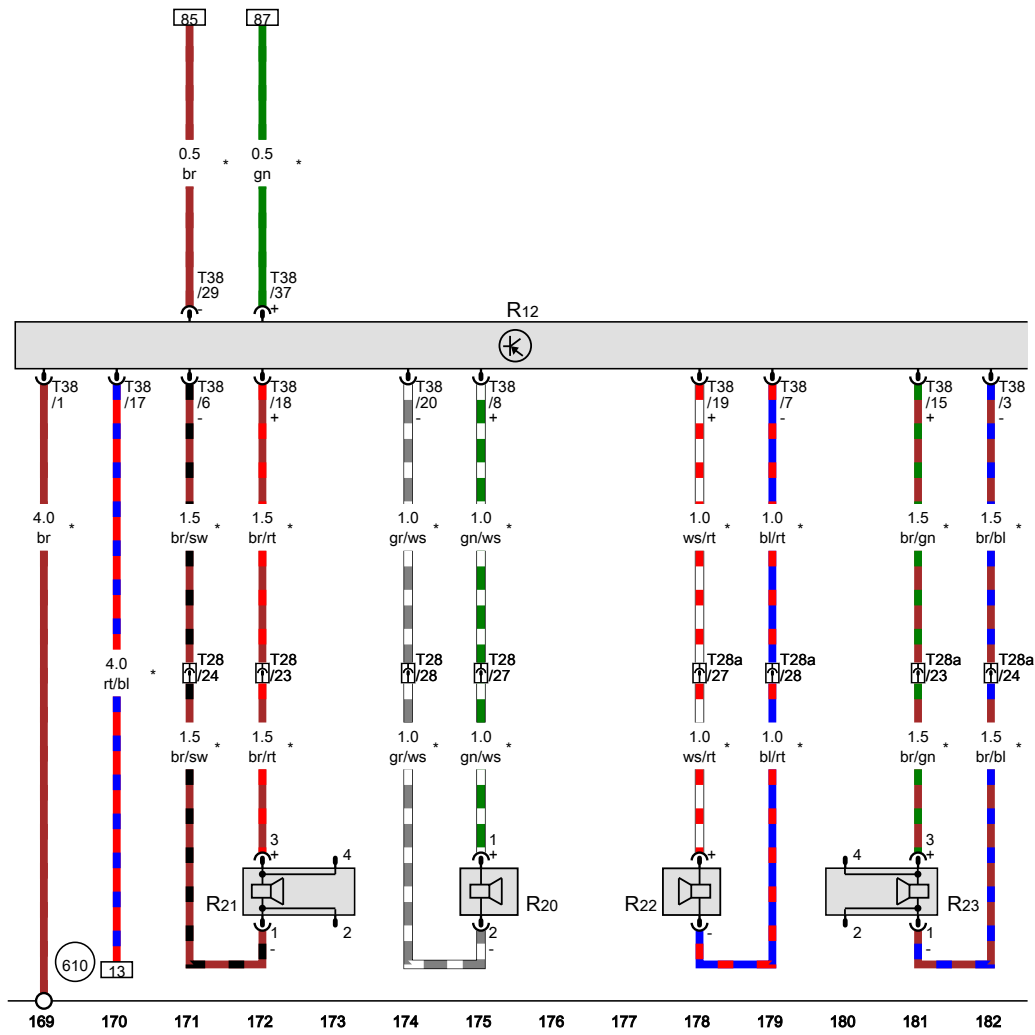 85 87
0.5 * 0.5 *
br gn
T38 T38
/29 /37
- +
R12
T38 T38 T38 T38 T38 T38 T38 T38 T38 T38
/1 /17 /6 /18 /20 /8 /19 /7 /15 /3
- + - + + - + -
4.0 * 1.5 * 1.5 * 1.0 * 1.0 * 1.0 * 1.0 * 1.5 * 1.5 *
br br/sw br/rt gr/ws gn/ws ws/rt bl/rt br/gn br/bl
4.0 * T28 T28 T28 T28 T28a T28a T28a T28a
rt/bl /24 /23 /28 /27 /27 /28 /23 /24
1.5 * 1.5 * 1.0 * 1.0 * 1.0 * 1.0 * 1.5 * 1.5 *
br/sw br/rt gr/ws gn/ws ws/rt bl/rt br/gn br/bl
3 4 1 4 3
+ + + +
R21 R20 R22 R23
1 2 2 2 1
- - - -
610 13
169 170 171 172 173 174 175 176 177 178 179 180 181 182